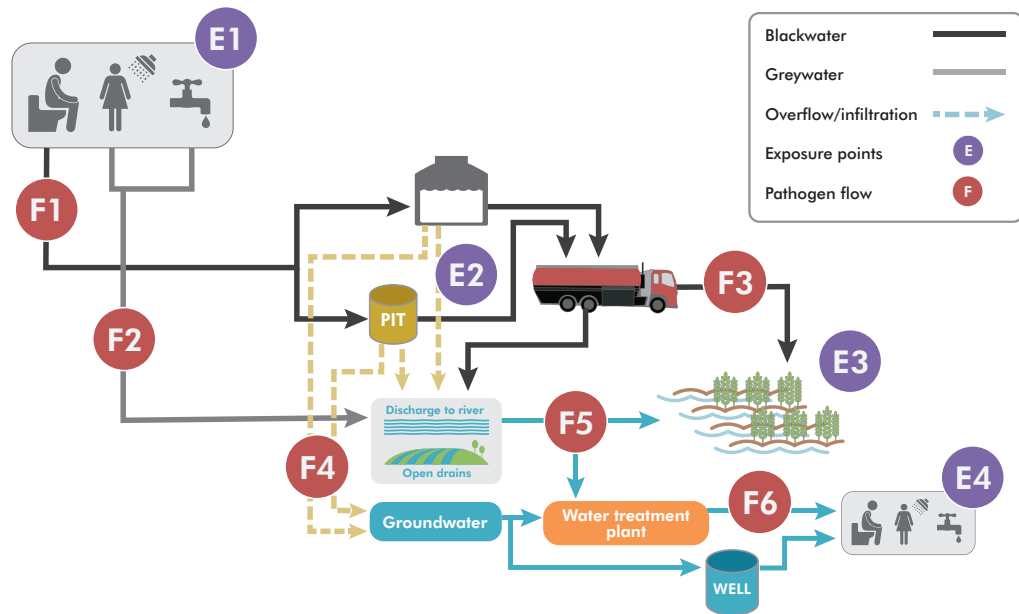 E1
Blackwater
Greywater
Overflow/infiltration
Exposure points
E
Pathogen flow
F
F1
E2
F3
PIT
F2
E3
Discharge to river
Open drains
F5
F4
E4
F6
Groundwater
Water treatment
plant
WELL